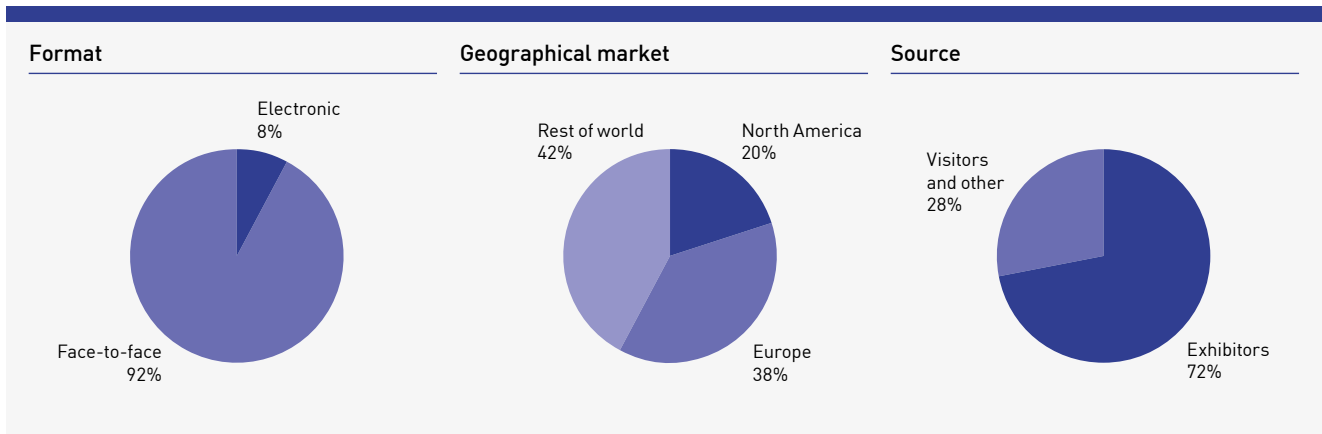 Format
Electronic
8%
Face-to-face
92%
Geographical market
Rest of world
42%
North America
20%
Europe
38%
Source
Visitors
and other
28%
Exhibitors
72%